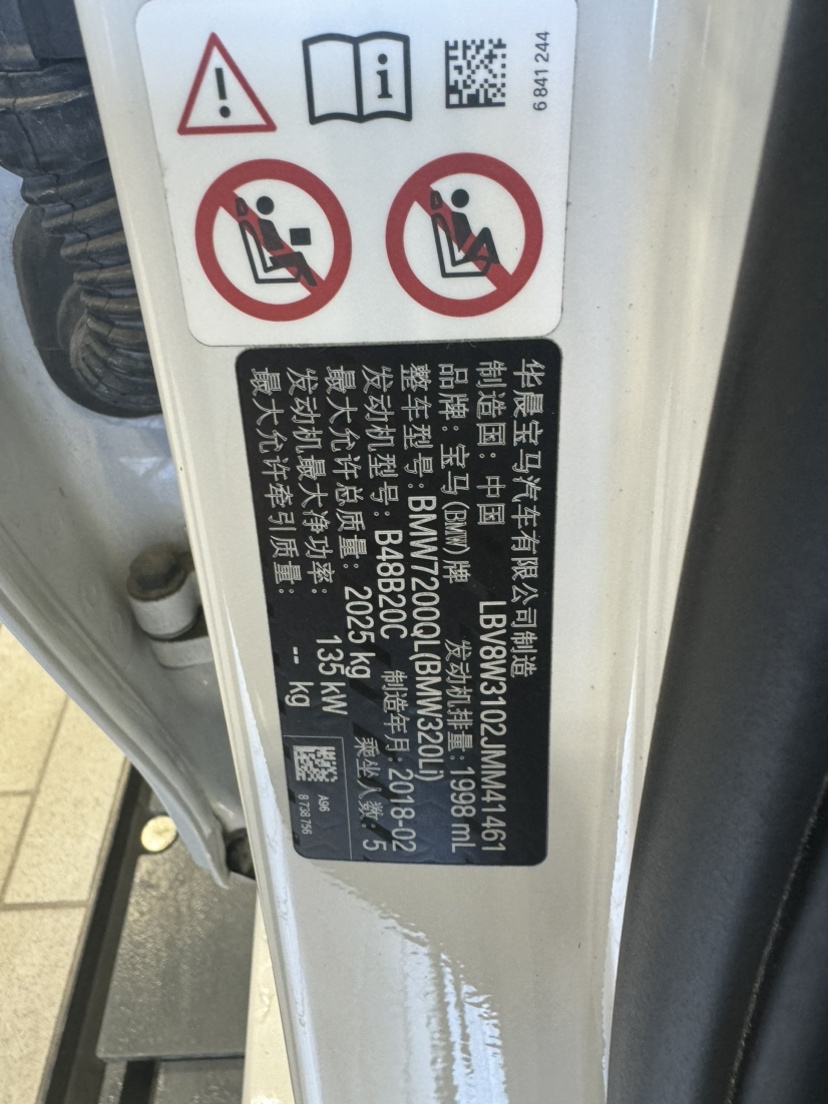 6 841 244
华晨宝马汽车有限公司制造
制造国：中国 LBV8W3102JMM41461
品牌：宝马(BMW)牌 发动机排量：1998 mL
整车型号：BMW7200QL(BMW320Li)
发动机型号：B48B20C 制造年月：2018-02
最大允许总质量：2025 kg 乘坐人数：5
发动机最大净功率：135 kW
最大允许牵引质量：-- kg
A96
8 738 756